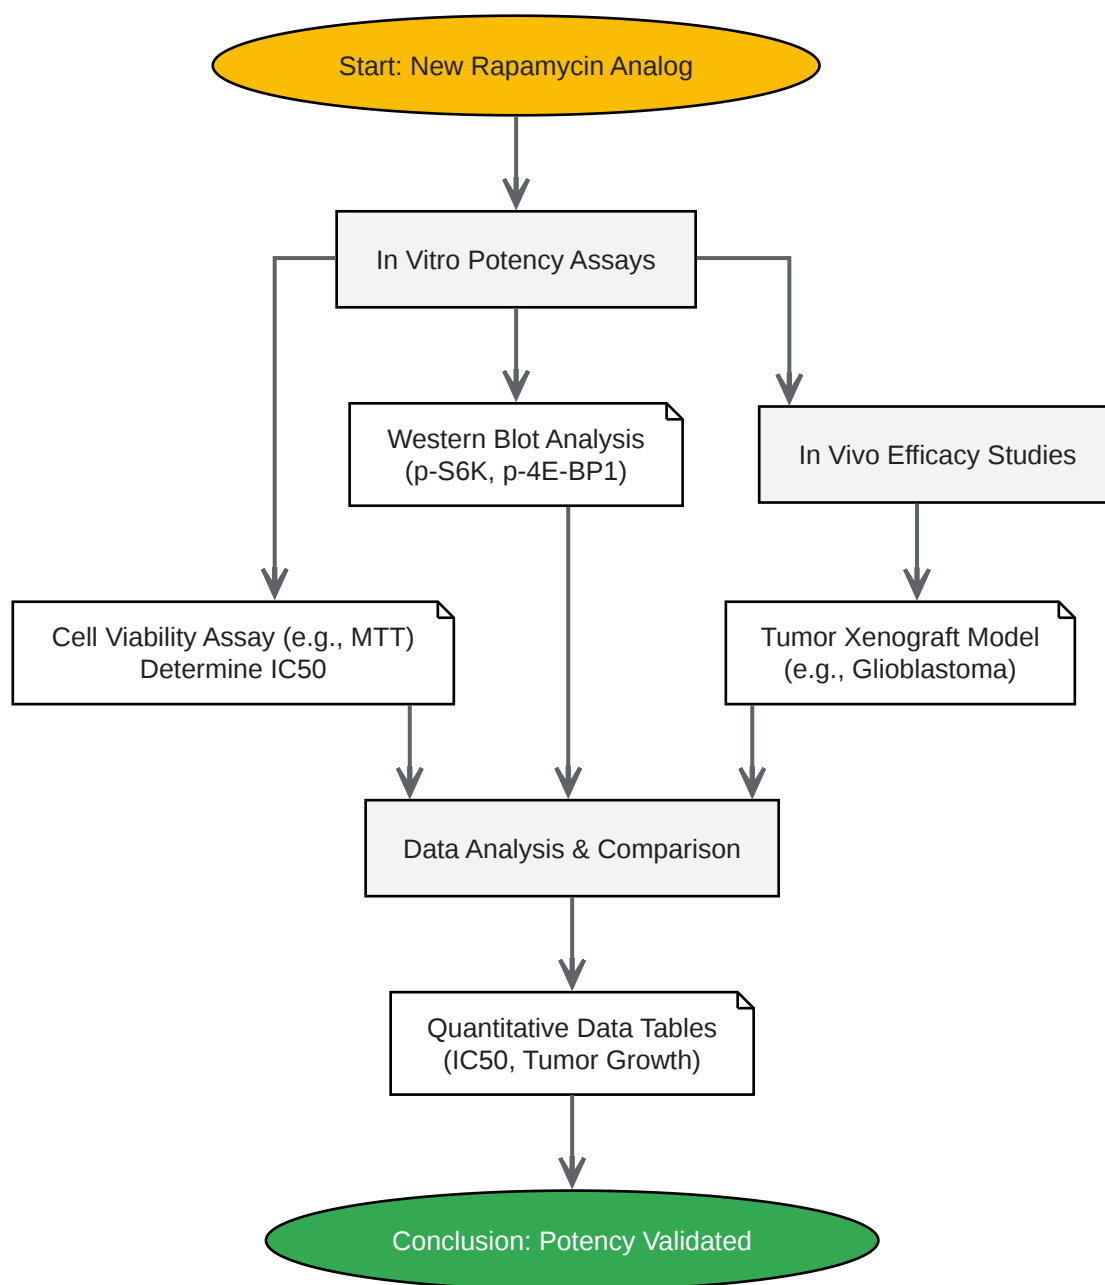 Start: New Rapamycin Analog
In Vitro Potency Assays
Western Blot Analysis
(p-S6K, p-4E-BP1)
In Vivo Efficacy Studies
Cell Viability Assay (e.g., MTT)
Determine IC50
Tumor Xenograft Model
(e.g., Glioblastoma)
Data Analysis & Comparison
Quantitative Data Tables
(IC50, Tumor Growth)
Conclusion: Potency Validated